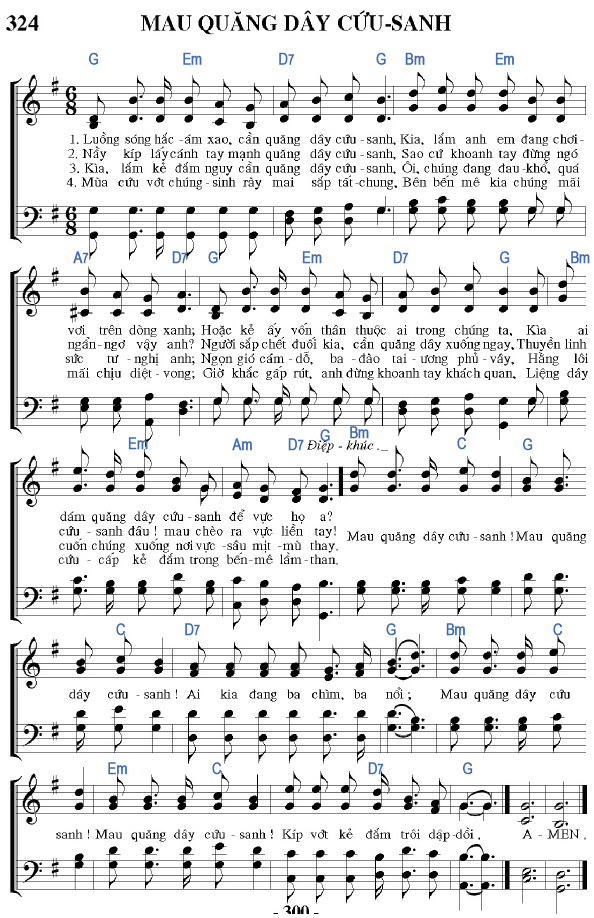 324 MAU QUĂNG DÂY CỨU-SANH
G Em D7 G Bm Em
1. Luồng sóng hắc-ám xao, cần quăng dây cứu-sanh, Kia, lắm anh em đang chơi-
2. Nầy kíp lấy cánh tay mạnh quăng dây cứu-sanh, Sao cứ khoanh tay đứng ngó
3. Kìa, lắm kẻ đắm nguy cần quăng dây cứu-sanh, Ôi, chúng đang đau-khổ, quá
4. Mùa cứu vớt chúng-sinh rày mai sắp tất-chung, Bên bến mê kia chúng mãi
A7 D7 G Em D7 G Bm
vơi trên dòng xanh; Hoặc kẻ ấy vốn thân thuộc ai trong chúng ta, Kìa ai
ngẩn-ngơ vậy anh? Người sắp chết đuối kia, cần quăng dây xuống ngay, Thuyền linh
sức tư-nghị anh; Ngọn gió cám-dỗ, ba-đào tai-ương phủ-vây, Hằng lôi
mãi chịu diệt-vong; Giờ khắc gấp rút, anh đừng khoanh tay khách quan, Liệng dây
Em Am D7 G Bm C G
Điệp-khúc._
dám quăng dây cứu-sanh để vực họ a?
cứu-sanh đâu! mau chèo ra vực liền tay!
cuốn chúng xuống nơi vực-sâu mịt-mù thay.
cứu-cấp kẻ đắm trong bến-mê lầm-than.
Mau quăng dây cứu-sanh! Mau quăng
C D7 G Bm C
dây cứu-sanh! Ai kia đang ba chìm, ba nổi; Mau quăng dây cứu
Em C Em D7 G
sanh! Mau quăng dây cứu-sanh! Kíp vớt kẻ đắm trôi dập-dồi. A-MEN.
- 300 -